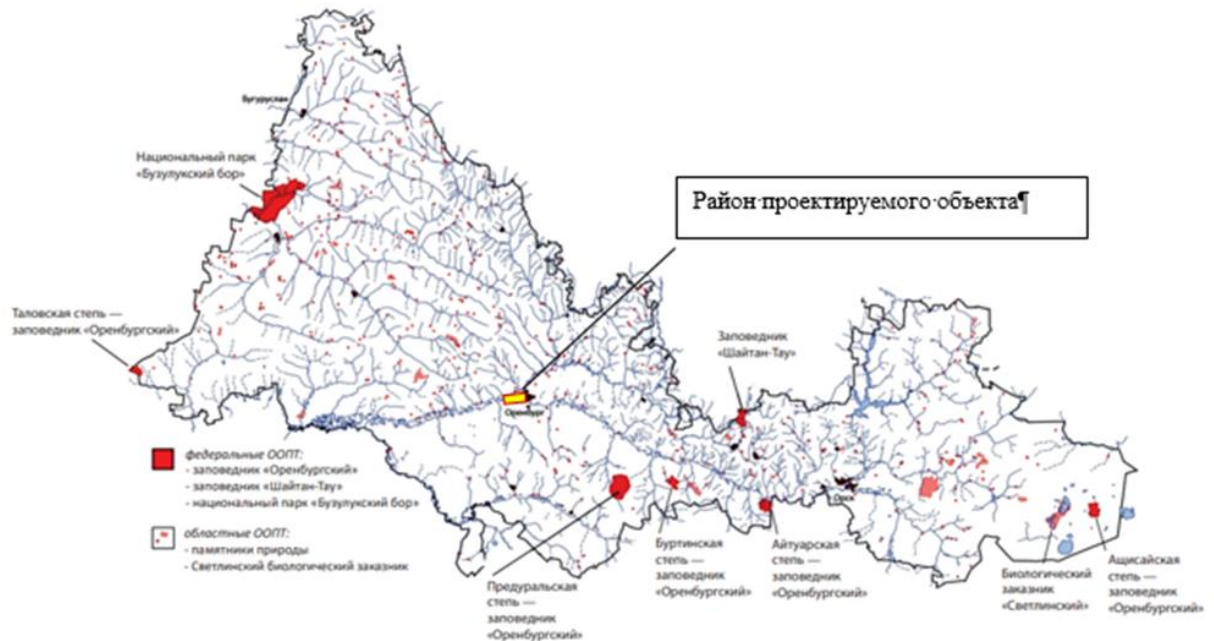 Бугуруслан
Национальный парк
«Бузулукский бор»
Район·проектируемого·объекта¶
Таловская степь —
заповедник «Оренбургский»
Заповедник
«Шайтан-Тау»
Оренбург
Орск
федеральные ООПТ:
- заповедник «Оренбургский»
- заповедник «Шайтан-Тау»
- национальный парк «Бузулукский бор»
областные ООПТ:
- памятники природы
- Светлинский биологический заказник
Предуральская
степь —
заповедник
«Оренбургский»
Буртинская
степь —
заповедник
«Оренбургский»
Айтуарская
степь —
заповедник
«Оренбургский»
Биологический
заказник
«Светлинский»
Ащисайская
степь —
заповедник
«Оренбургский»